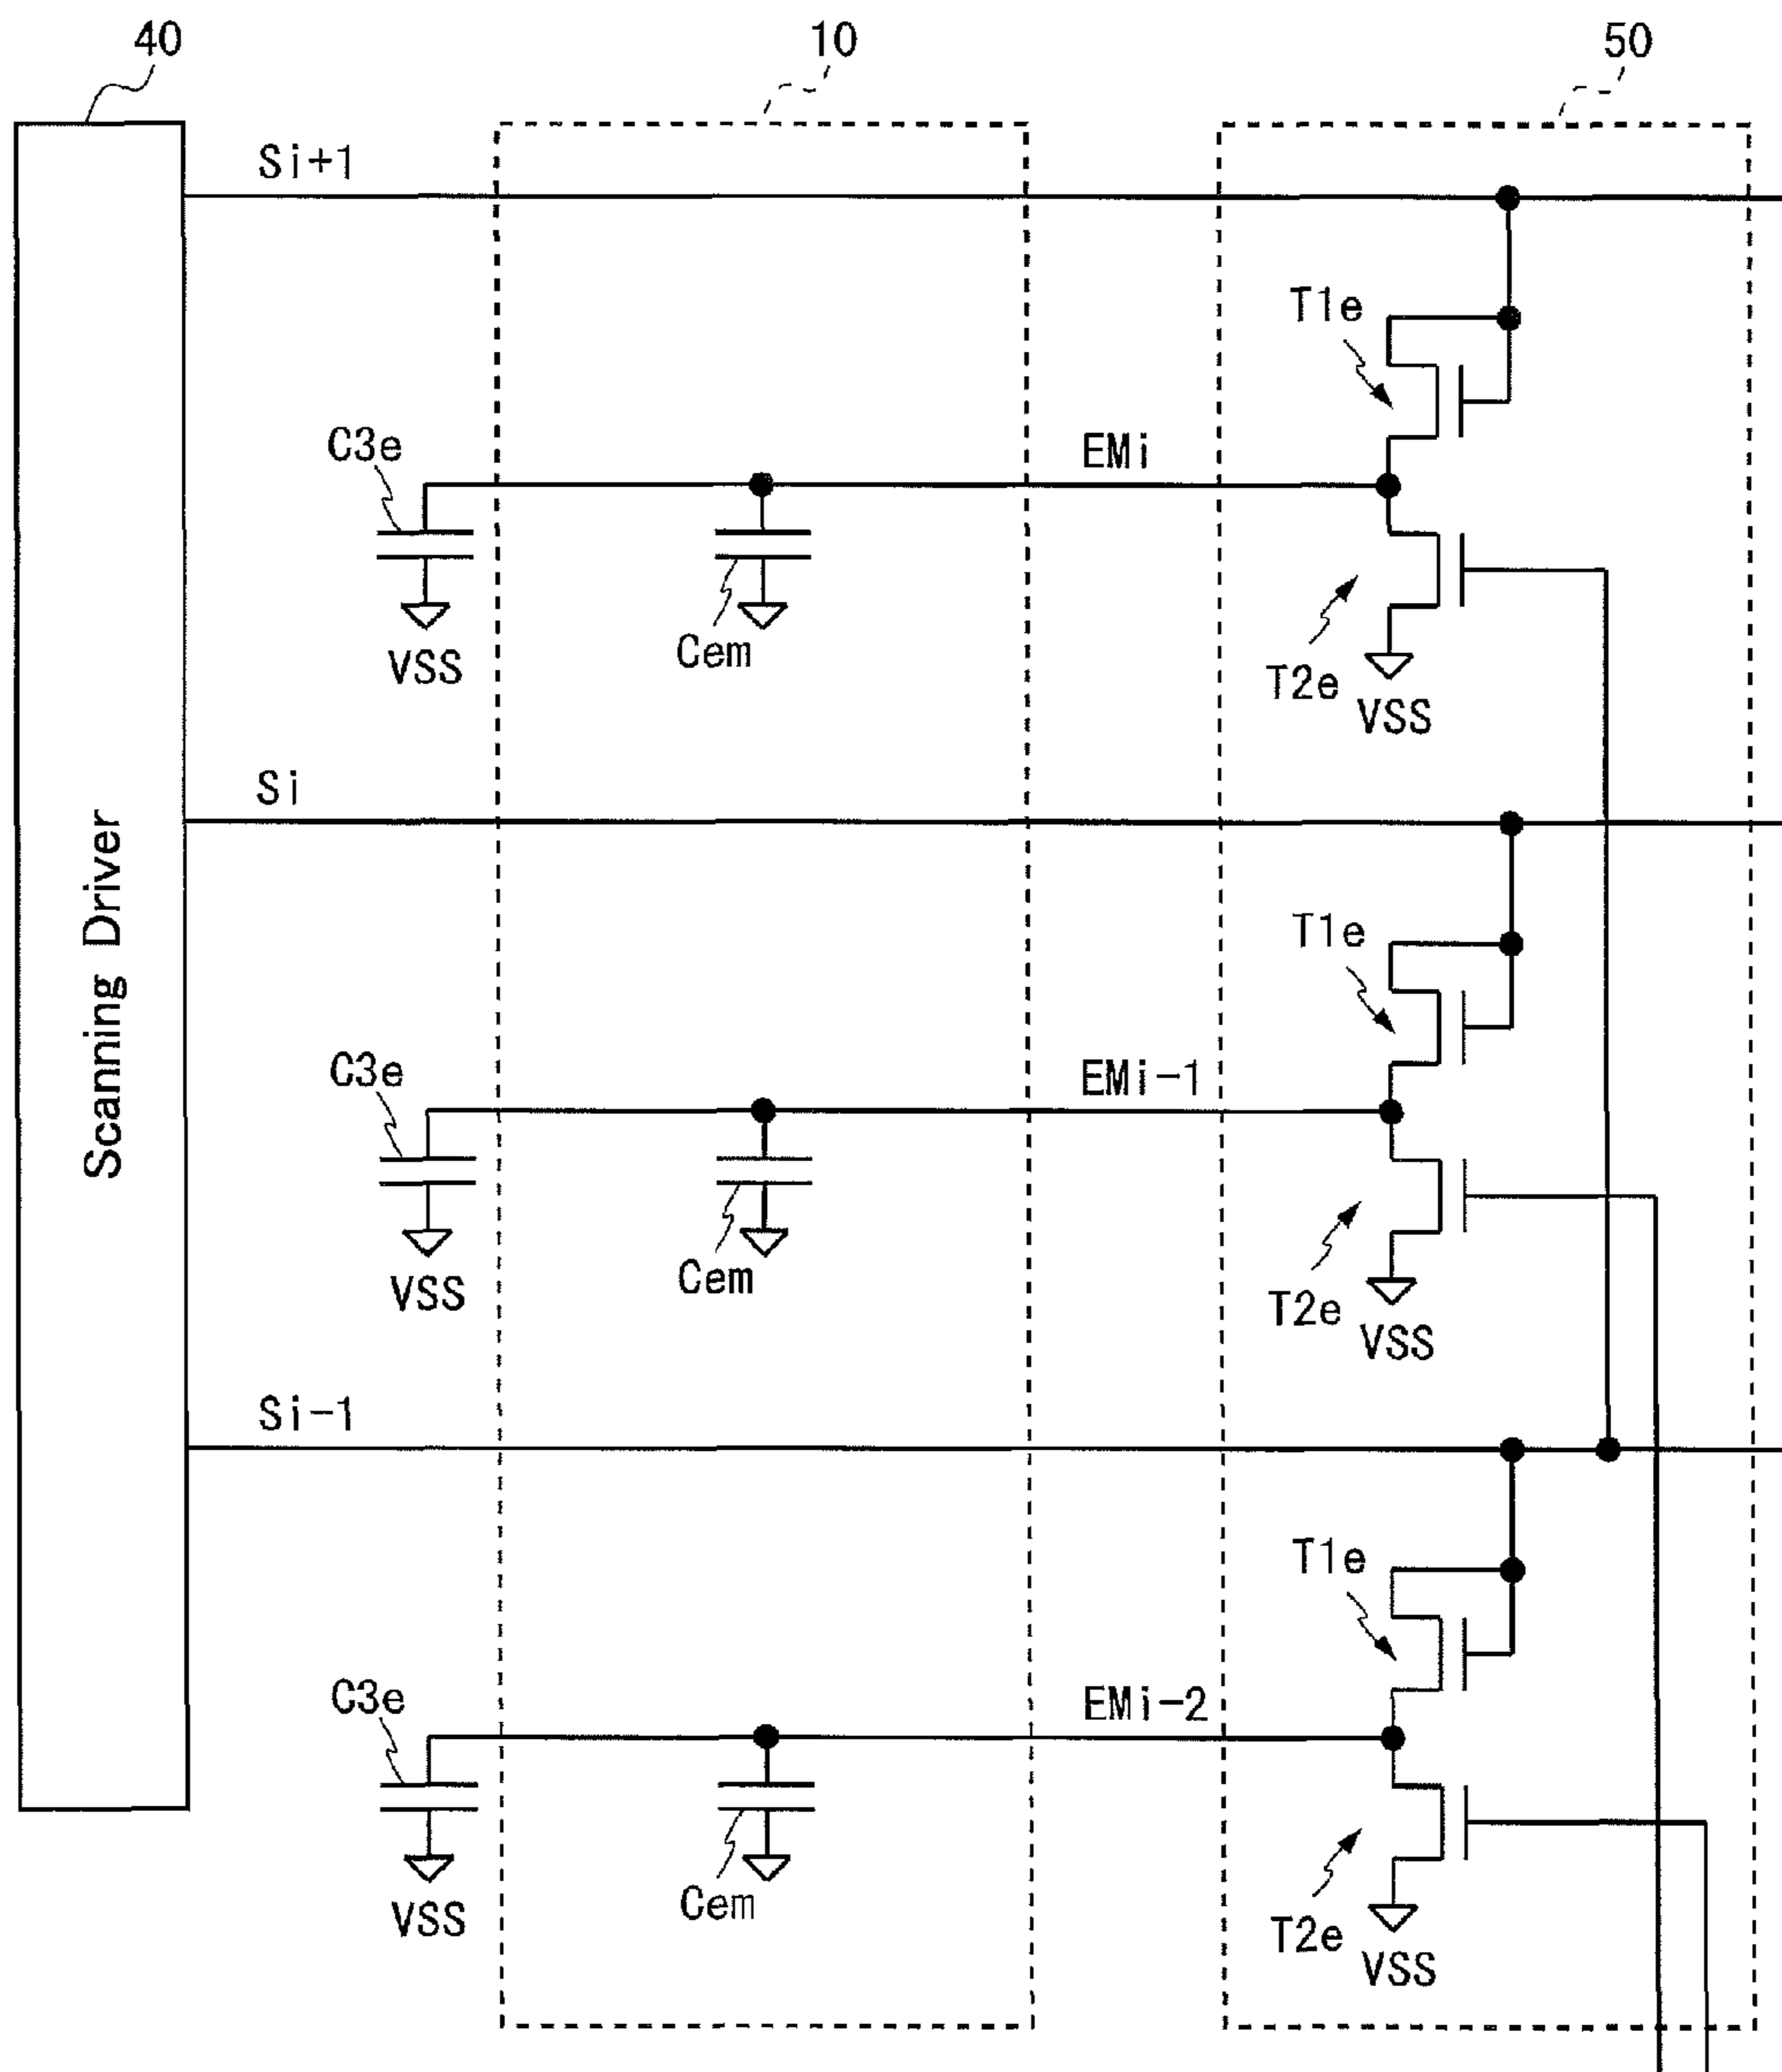 40
10
50
Si+1
T1e
C3e
EMi
Cem
VSS
T2e
VSS
Si
Scanning Driver
T1e
C3e
EMi-1
Cem
VSS
T2e
VSS
Si-1
T1e
C3e
EMi-2
Cem
VSS
T2e
VSS